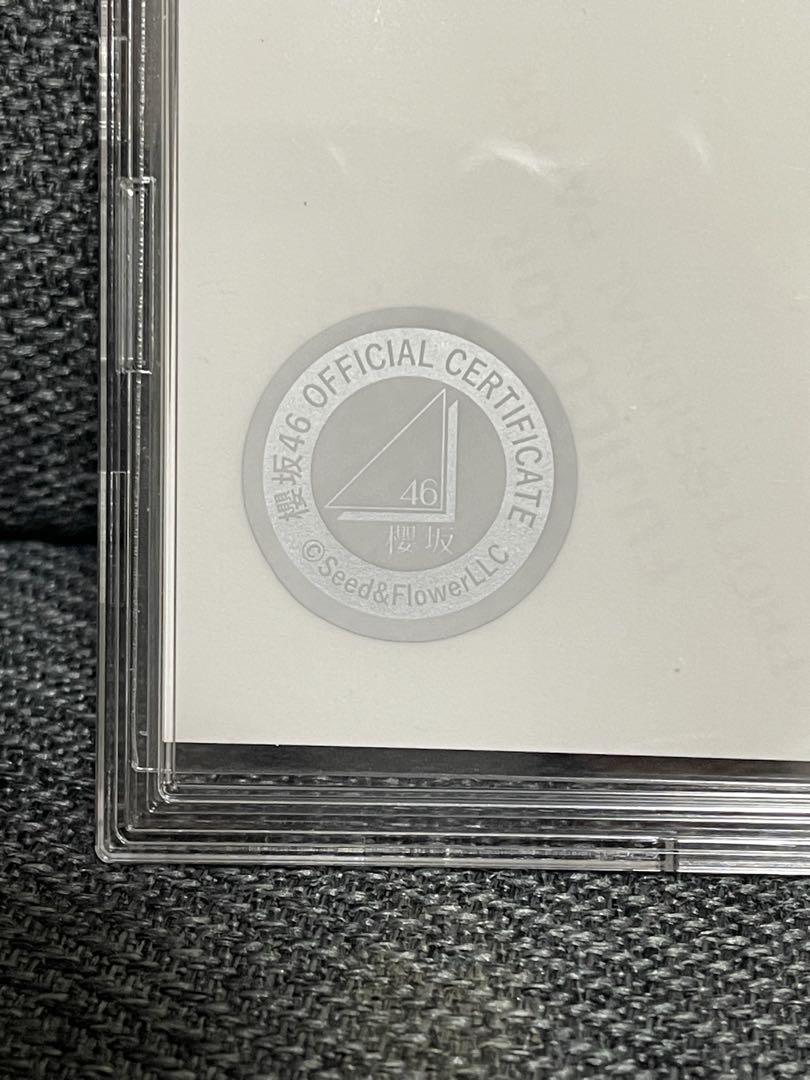 櫻坂46 OFFICIAL CERTIFICATE
46
櫻坂
©Seed&FlowerLLC